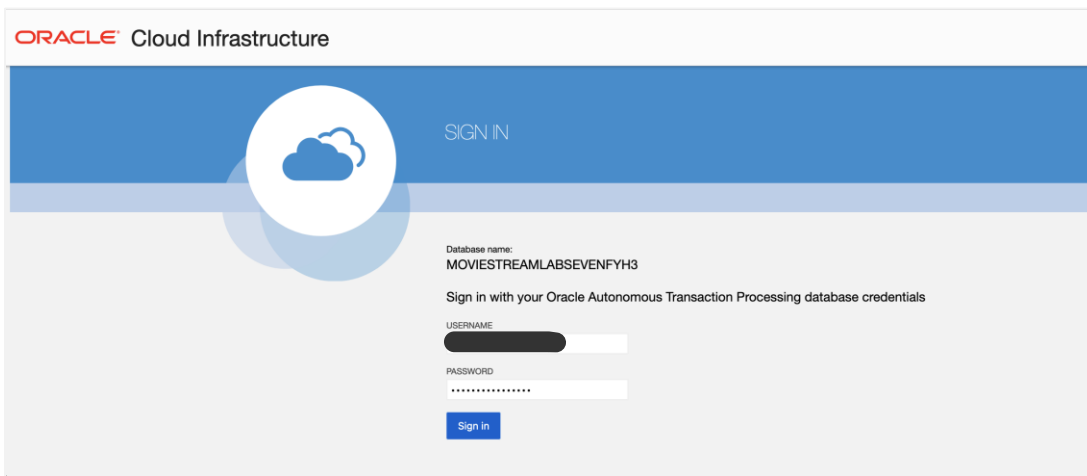 ORACLE Cloud Infrastructure
SIGN IN
Database name:
MOVIESTREAMLABSEVENFYH3
Sign in with your Oracle Autonomous Transaction Processing database credentials
USERNAME
PASSWORD
••••••••••••••••
Sign in